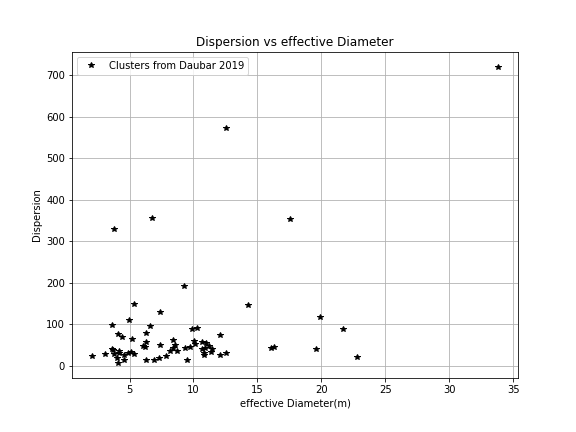 Dispersion vs effective Diameter
Clusters from Daubar 2019
700
600
500
400
300
200
100
0
Dispersion
5 10 15 20 25 30 35
effective Diameter(m)